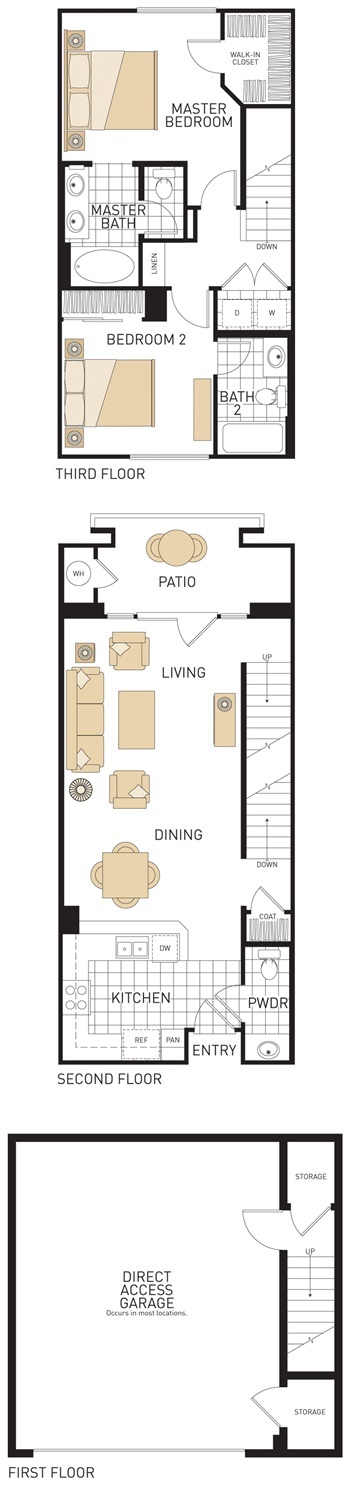 WALK-IN
CLOSET
MASTER
BEDROOM
MASTER
BATH
LINEN
DOWN
D
W
BEDROOM 2
BATH
2
THIRD FLOOR
WH
PATIO
LIVING
UP
DINING
DOWN
COAT
DW
KITCHEN
PWDR
REF
PAN
ENTRY
SECOND FLOOR
STORAGE
UP
DIRECT
ACCESS
GARAGE
Occurs in most locations.
STORAGE
FIRST FLOOR